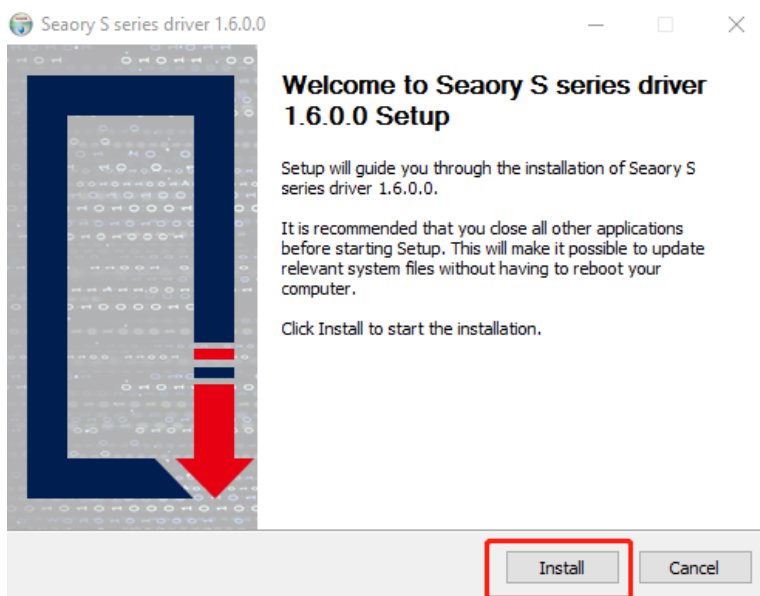 Seaory S series driver 1.6.0.0
Welcome to Seaory S series driver
1.6.0.0 Setup
Setup will guide you through the installation of Seaory S
series driver 1.6.0.0.
It is recommended that you close all other applications
before starting Setup. This will make it possible to update
relevant system files without having to reboot your
computer.
Click Install to start the installation.
Install
Cancel